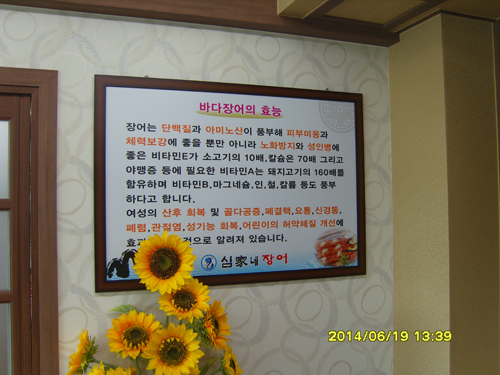 바다장어의 효능
장어는 단백질과 아미노산이 풍부해 피부미용과
체력보강에 좋을 뿐만 아니라 노화방지와 성인병에
좋은 비타민E가 소고기의 10배,칼슘은 70배 그리고
야맹증 등에 필요한 비타민A는 돼지고기의 160배를
함유하며 비타민B,마그네슘,인,철,칼륨 등도 풍부
하다고 합니다.
여성의 산후 회복 및 골다공증,폐결핵,요통,신경통,
폐렴,관절염,성기능 회복,어린이의 허약체질 개선에
것으로 알려져 있습니다.
심家네 장어
2014/06/19 13:39